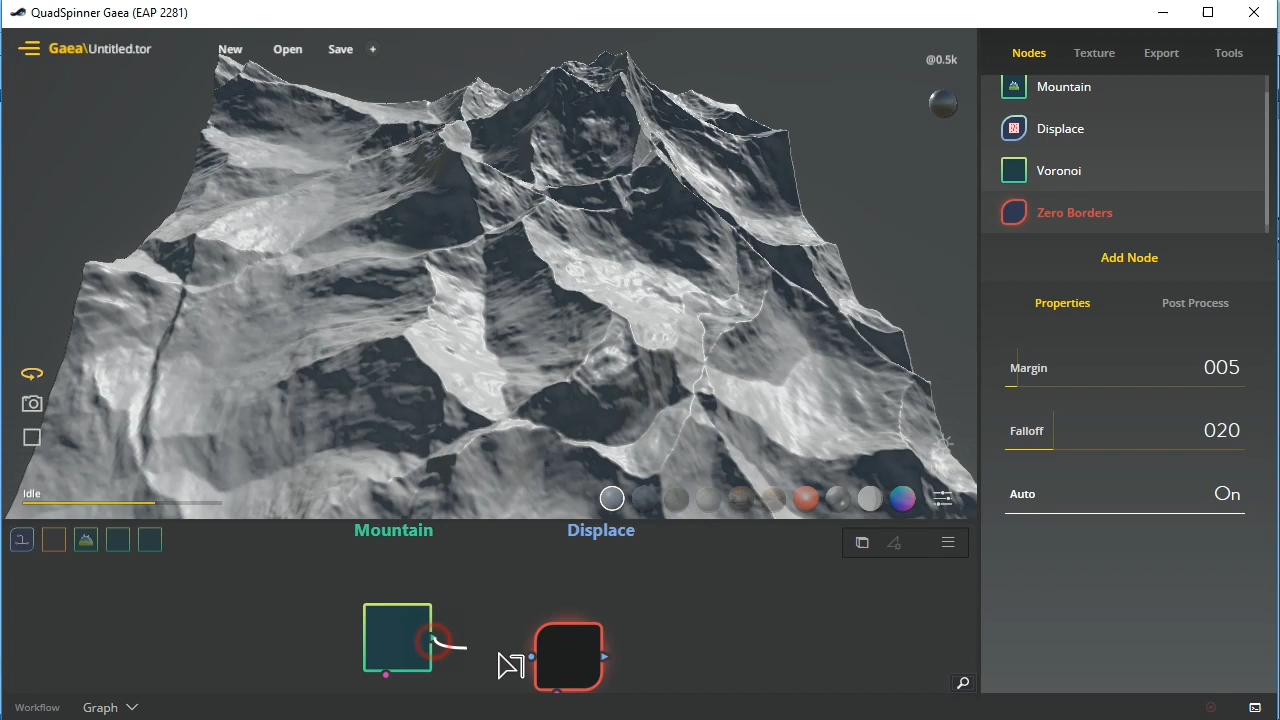 QuadSpinner Gaea (EAP 2281)
Gaea\Untitled.tor
New
Open
Save
+
@0.5k
Nodes
Texture
Export
Tools
Mountain
Displace
Voronoi
Zero Borders
Add Node
Properties
Post Process
Margin
005
Falloff
020
Auto
On
Idle
Mountain
Displace
Workflow
Graph